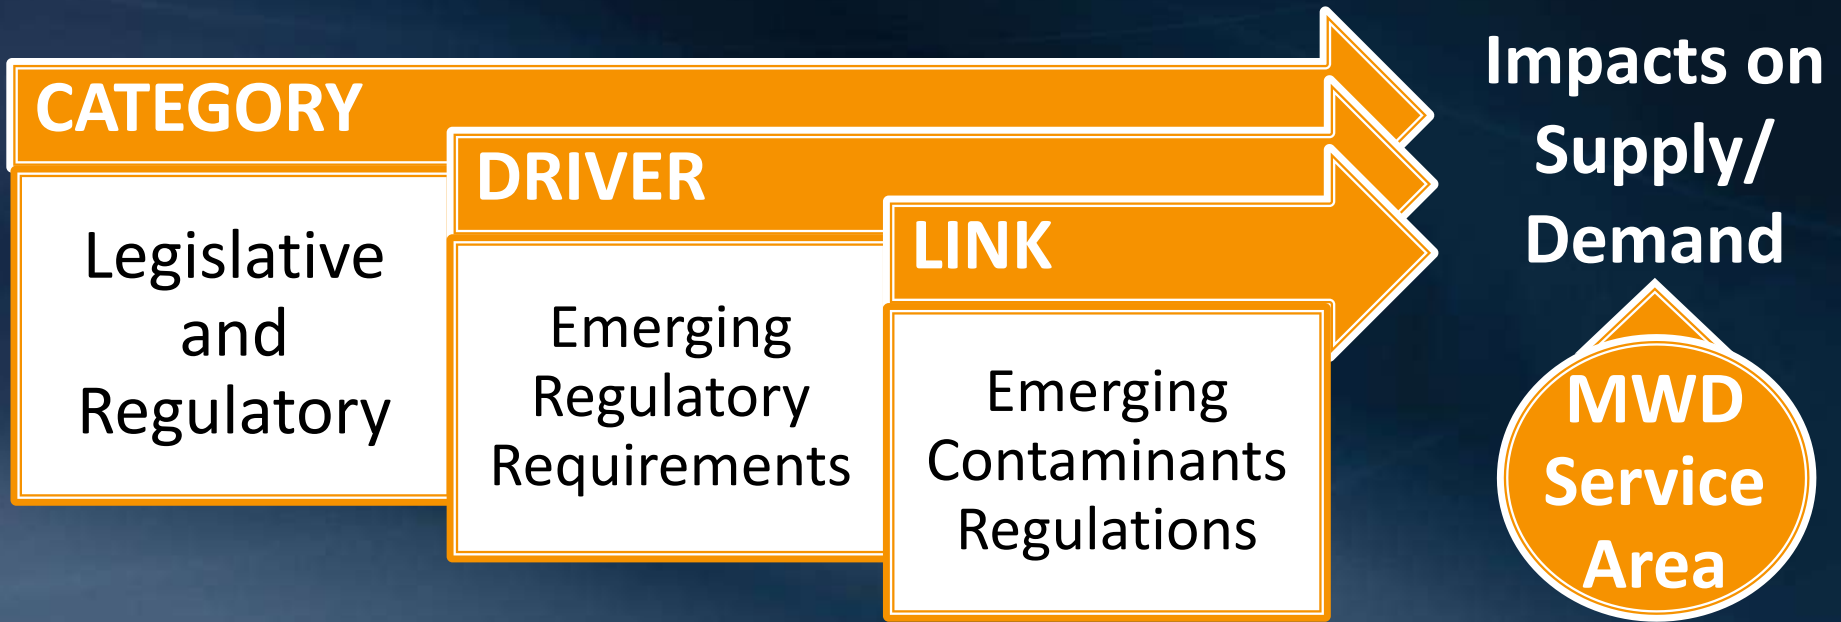 CATEGORY
Legislative
and
Regulatory
DRIVER
Emerging
Regulatory
Requirements
LINK
Emerging
Contaminants
Regulations
Impacts on
Supply/
Demand
MWD
Service
Area